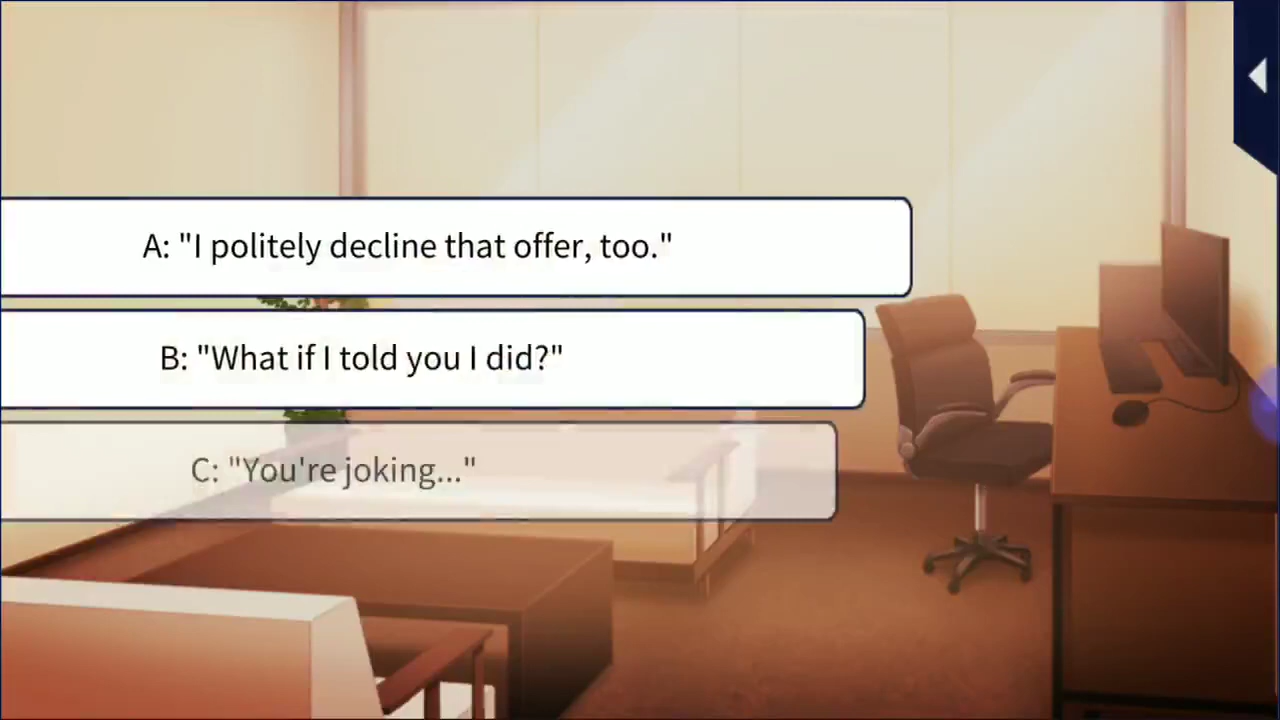 A: "I politely decline that offer, too."
B: "What if I told you I did?"
C: "You're joking..."